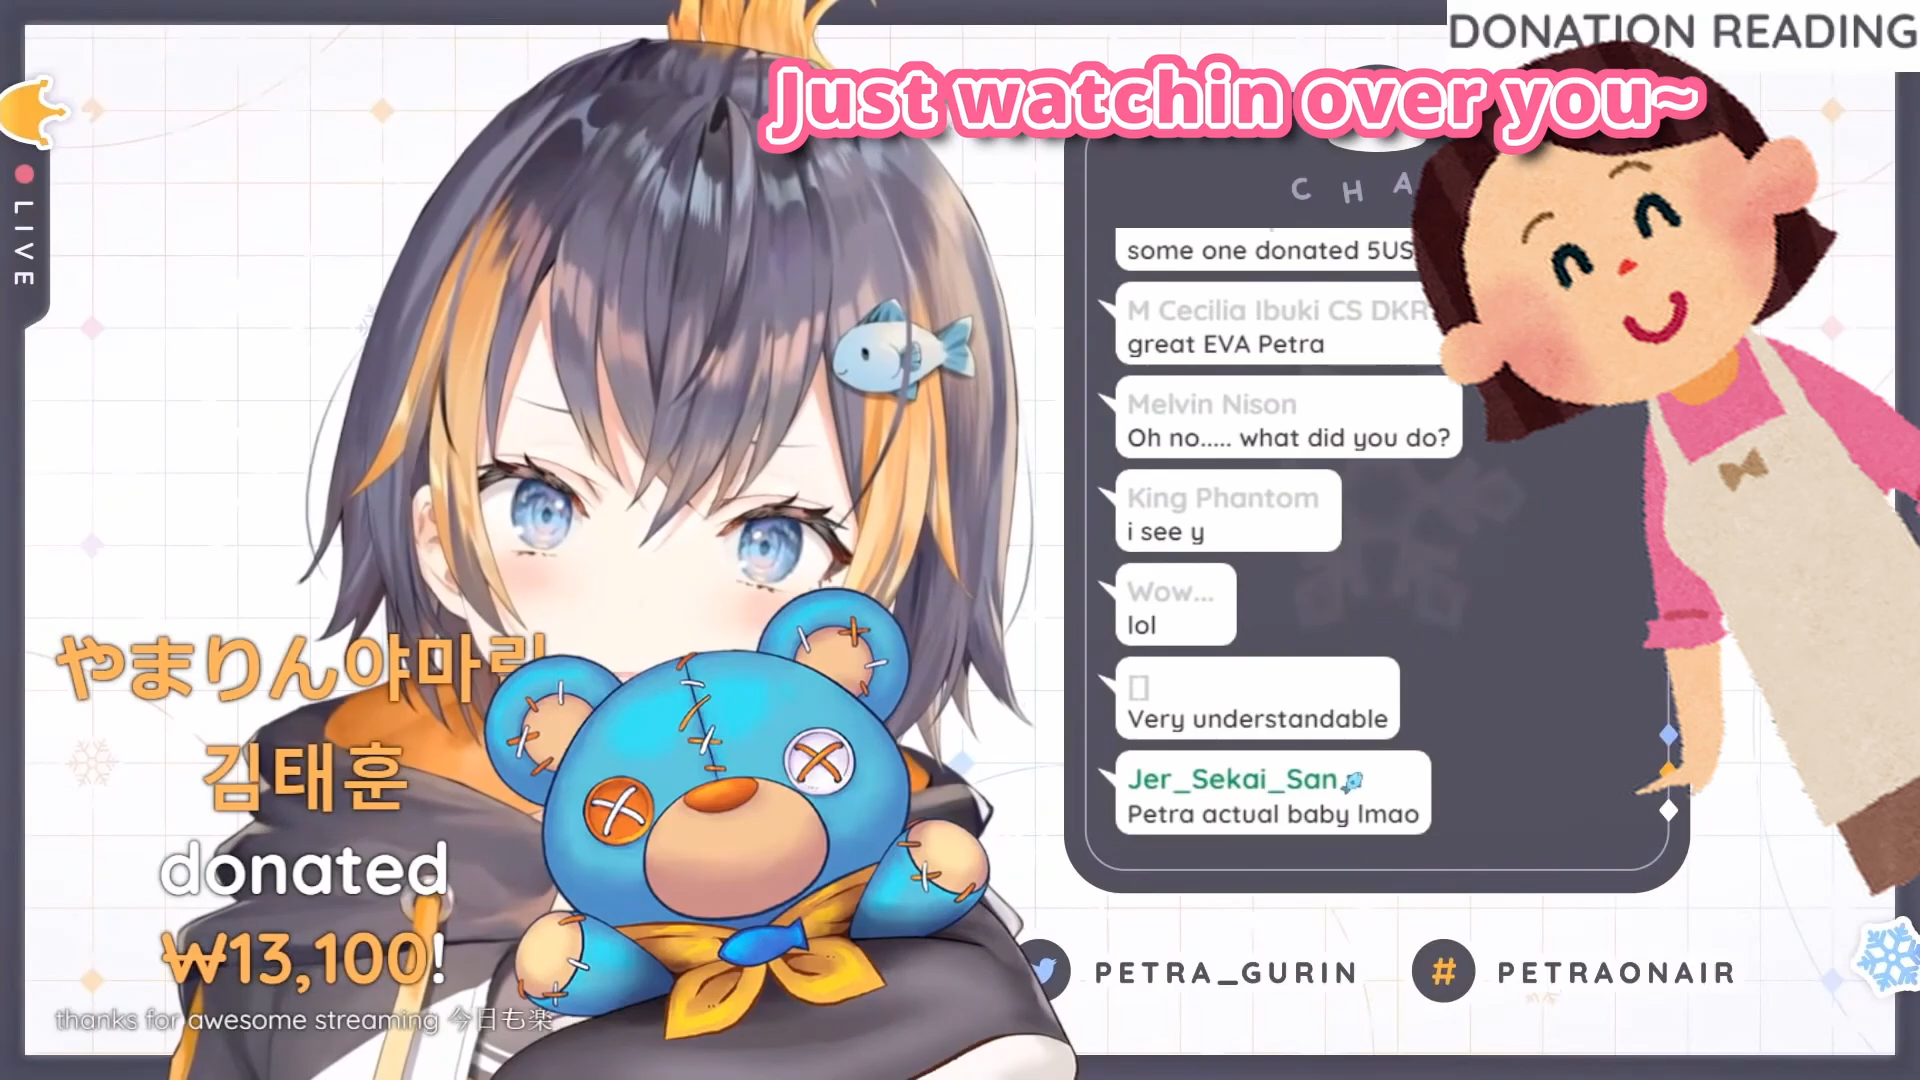 DONATION READING
Just watchin over you~
LIVE
C H A
some one donated 5US
M Cecilia Ibuki CS DKR
great EVA Petra
Melvin Nison
Oh no..... what did you do?
King Phantom
i see y
Wow...
lol
Very understandable
Jer_Sekai_San
Petra actual baby lmao
やまりん야마린
김태훈
donated
₩13,100!
thanks for awesome streaming 今日も楽
PETRA_GURIN
# PETRAONAIR